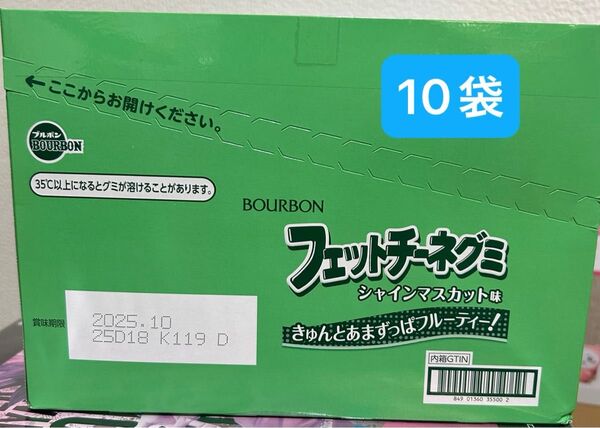 10袋
←ここからお開けください。
ブルボン
BOURBON
35℃以上になるとグミが溶けることがあります。
BOURBON
フェットチーネグミ
シャインマスカット味
きゅんとあまずっぱフルーティー!
賞味期限
2025.10
25D18 K119 D
内箱GTIN
849 01360 35500 2